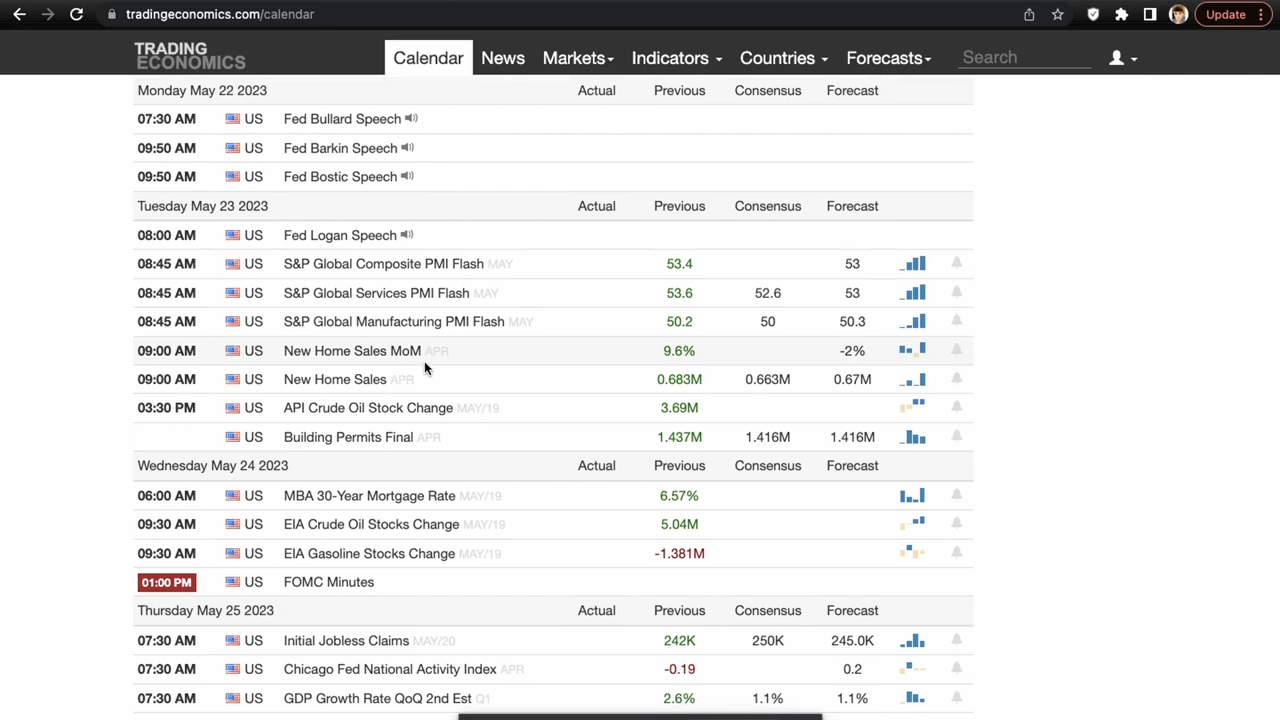 tradingeconomics.com/calendar
Update
TRADING
ECONOMICS
Calendar News Markets Indicators Countries Forecasts Search
Monday May 22 2023 Actual Previous Consensus Forecast
07:30 AM US Fed Bullard Speech
09:50 AM US Fed Barkin Speech
09:50 AM US Fed Bostic Speech
Tuesday May 23 2023 Actual Previous Consensus Forecast
08:00 AM US Fed Logan Speech
08:45 AM US S&P Global Composite PMI Flash MAY 53.4 53
08:45 AM US S&P Global Services PMI Flash MAY 53.6 52.6 53
08:45 AM US S&P Global Manufacturing PMI Flash MAY 50.2 50 50.3
09:00 AM US New Home Sales MoM APR 9.6% -2%
09:00 AM US New Home Sales APR 0.683M 0.663M 0.67M
03:30 PM US API Crude Oil Stock Change MAY/19 3.69M
US Building Permits Final APR 1.437M 1.416M 1.416M
Wednesday May 24 2023 Actual Previous Consensus Forecast
06:00 AM US MBA 30-Year Mortgage Rate MAY/19 6.57%
09:30 AM US EIA Crude Oil Stocks Change MAY/19 5.04M
09:30 AM US EIA Gasoline Stocks Change MAY/19 -1.381M
01:00 PM US FOMC Minutes
Thursday May 25 2023 Actual Previous Consensus Forecast
07:30 AM US Initial Jobless Claims MAY/20 242K 250K 245.0K
07:30 AM US Chicago Fed National Activity Index APR -0.19 0.2
07:30 AM US GDP Growth Rate QoQ 2nd Est Q1 2.6% 1.1% 1.1%